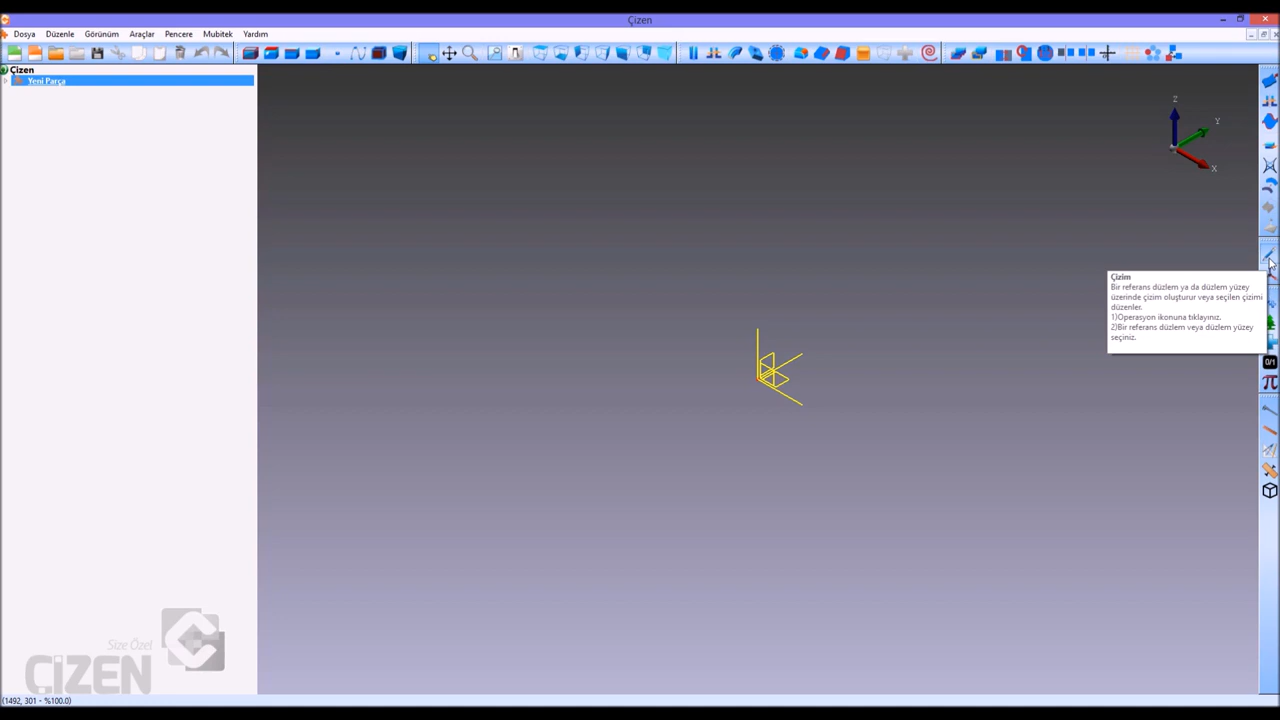 Çizen
Dosya Düzenle Görünüm Araçlar Pencere Mubitek Yardım
Çizen
Yeni Parça
Z
Y
X
Çizim
Bir referans düzlem ya da düzlem yüzey
üzerinde çizim oluşturur veya seçilen çizimi
düzenler.
1)Operasyon ikonuna tıklayınız.
2)Bir referans düzlem veya düzlem yüzey
seçiniz.
0/1
π
Size Özel
ÇİZEN
(1492, 301 - %100.0)